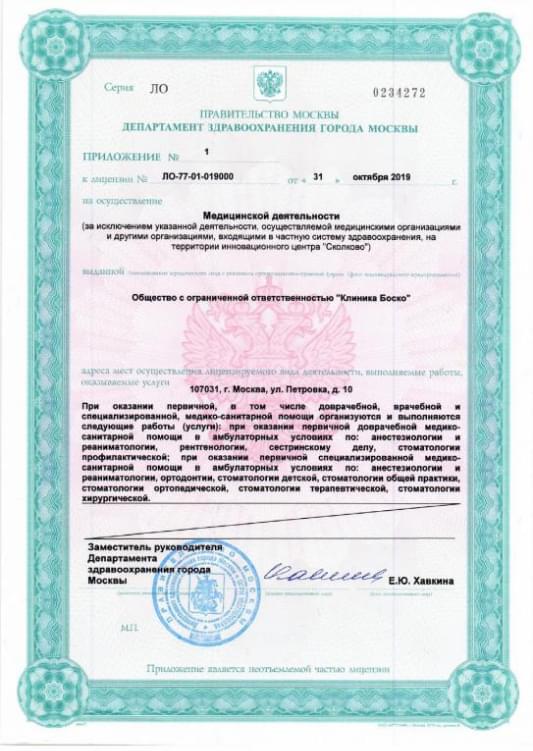 Серия ЛО
0234272
ПРАВИТЕЛЬСТВО МОСКВЫ
ДЕПАРТАМЕНТ ЗДРАВООХРАНЕНИЯ ГОРОДА МОСКВЫ
ПРИЛОЖЕНИЕ № 1
к лицензии № ЛО-77-01-019000 от « 31 » октября 2019 г.
на осуществление
Медицинской деятельности
(за исключением указанной деятельности, осуществляемой медицинскими организациями
и другими организациями, входящими в частную систему здравоохранения, на
территории инновационного центра "Сколково")
выданной
Общество с ограниченной ответственностью "Клиника Боско"
адреса мест осуществления лицензируемого вида деятельности, выполняемые работы,
оказываемые услуги
107031, г. Москва, ул. Петровка, д. 10
При оказании первичной, в том числе доврачебной, врачебной и
специализированной, медико-санитарной помощи организуются и выполняются
следующие работы (услуги): при оказании первичной доврачебной медико-
санитарной помощи в амбулаторных условиях по: анестезиологии и
реаниматологии, рентгенологии, сестринскому делу, стоматологии
профилактической; при оказании первичной специализированной медико-
санитарной помощи в амбулаторных условиях по: анестезиологии и
реаниматологии, ортодонтии, стоматологии детской, стоматологии общей практики,
стоматологии ортопедической, стоматологии терапевтической, стоматологии
хирургической.
Заместитель руководителя
Департамента
здравоохранения города
Москвы
Е.Ю. Хавкина
М.П.
Приложение является неотъемлемой частью лицензии